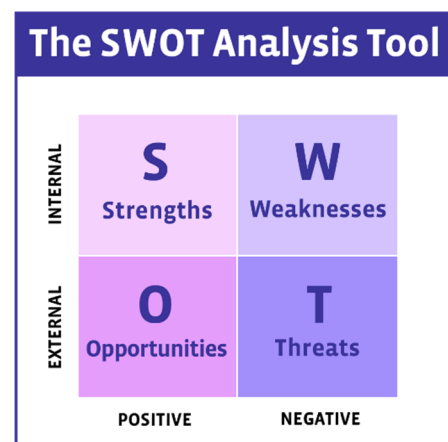 The SWOT Analysis Tool
INTERNAL
S
Strengths
W
Weaknesses
EXTERNAL
O
Opportunities
T
Threats
POSITIVE
NEGATIVE